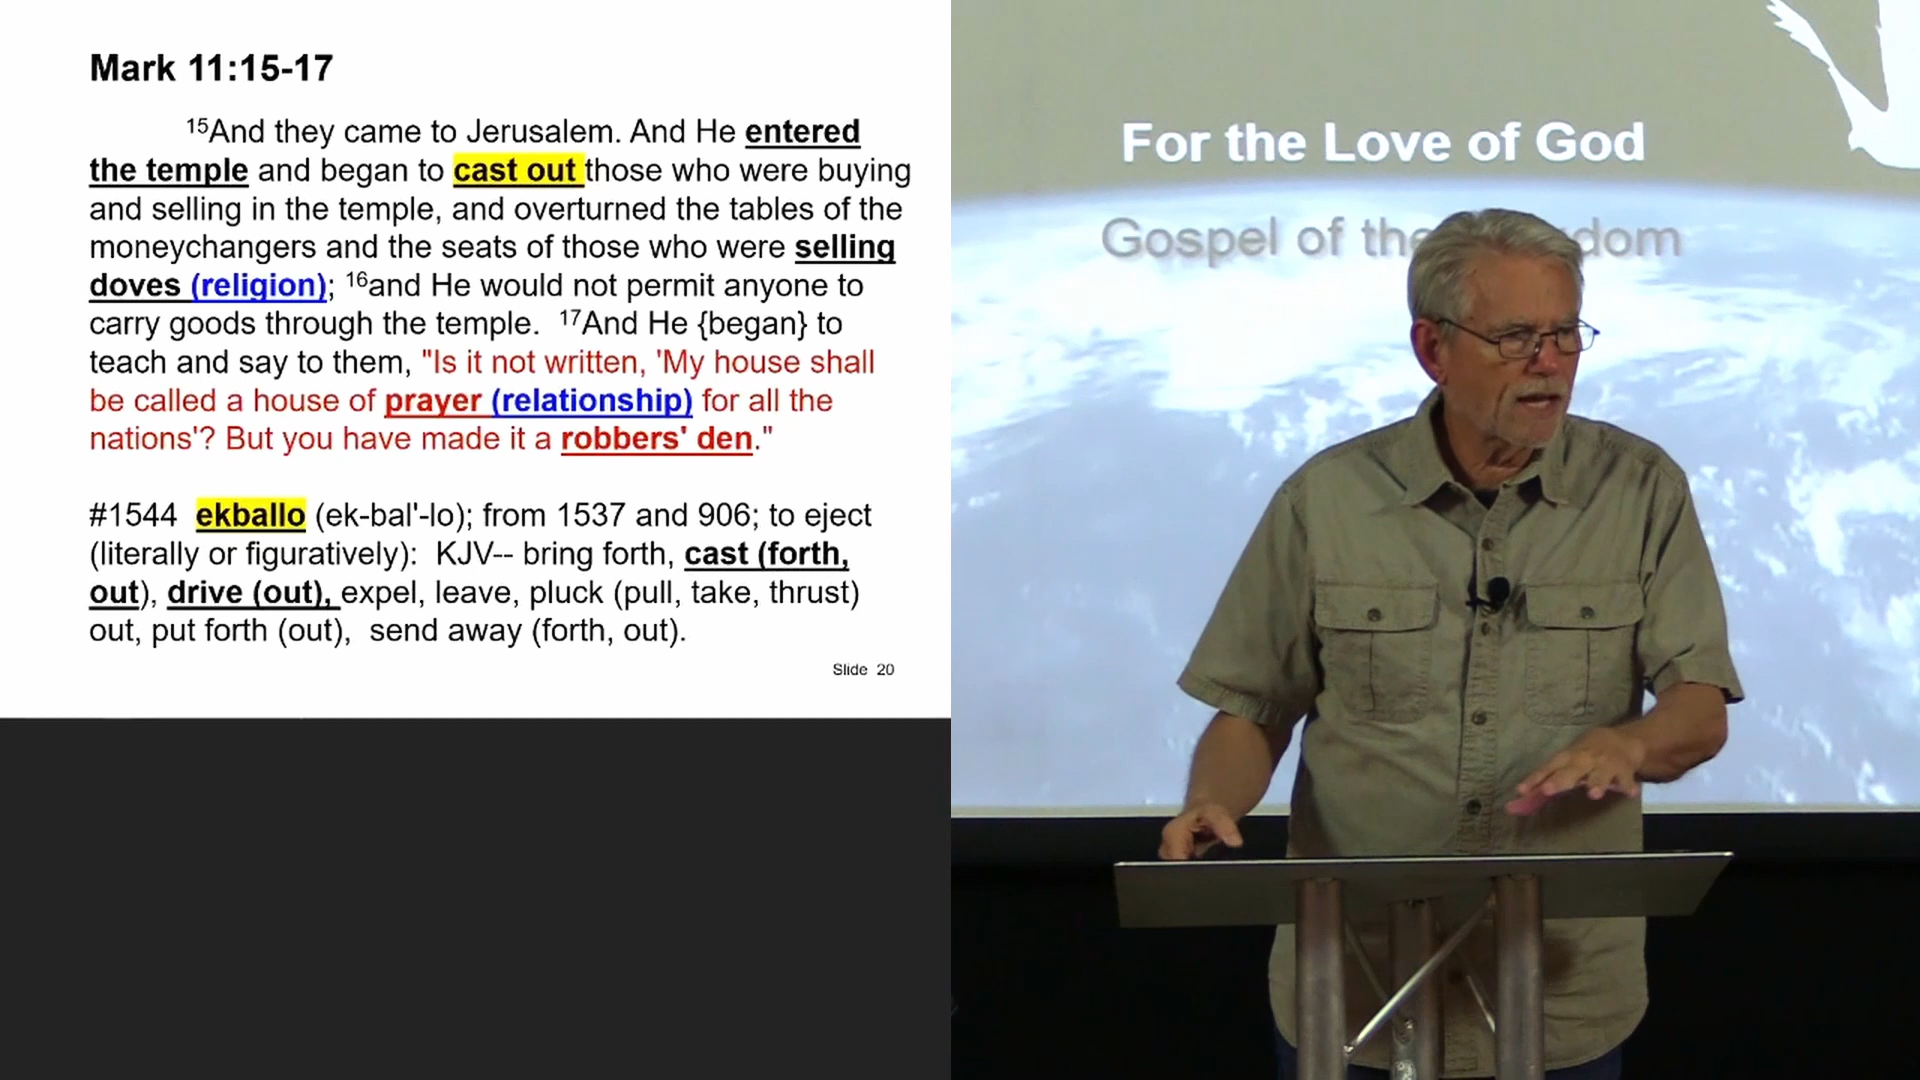 Mark 11:15-17
15And they came to Jerusalem. And He entered
the temple and began to cast out those who were buying
and selling in the temple, and overturned the tables of the
moneychangers and the seats of those who were selling
doves (religion); 16and He would not permit anyone to
carry goods through the temple. 17And He {began} to
teach and say to them, "Is it not written, 'My house shall
be called a house of prayer (relationship) for all the
nations'? But you have made it a robbers' den."
#1544 ekballo (ek-bal'-lo); from 1537 and 906; to eject
(literally or figuratively): KJV-- bring forth, cast (forth,
out), drive (out), expel, leave, pluck (pull, take, thrust)
out, put forth (out), send away (forth, out).
Slide 20
For the Love of God
Gospel of the